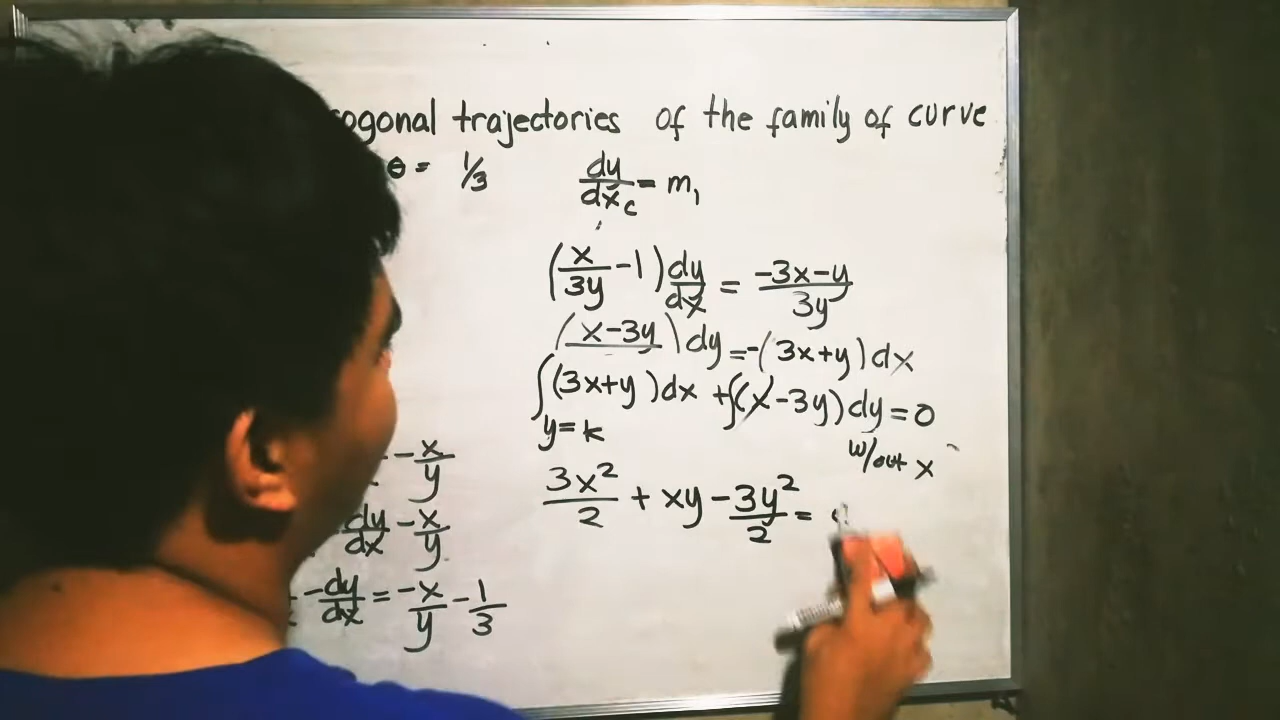 ogonal trajectories of the family of curve
θ = 1/3
dy/dx_c = m₁
(x/3y - 1) dy/dx = -3x-y/3y
(x-3y) dy = -(3x+y) dx
∫(3x+y)dx + ∫(x-3y) dy = 0
y = k
w/out x
3x²/2 + xy - 3y²/2 =
-x/y
dy/dx -x/y
-dy/dx = -x/y - 1/3